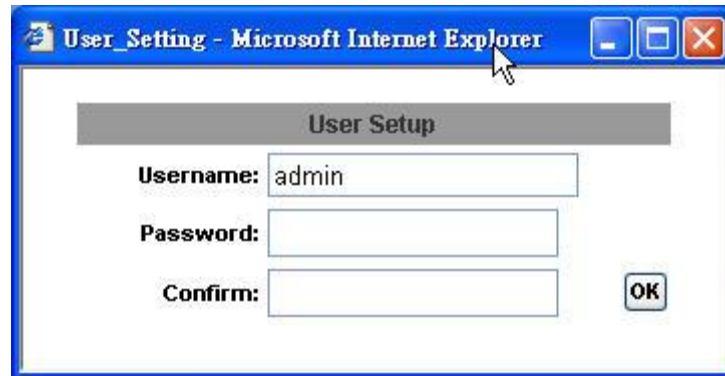 User_Setting - Microsoft Internet Explorer
User Setup
Username: admin
Password:
Confirm:
OK